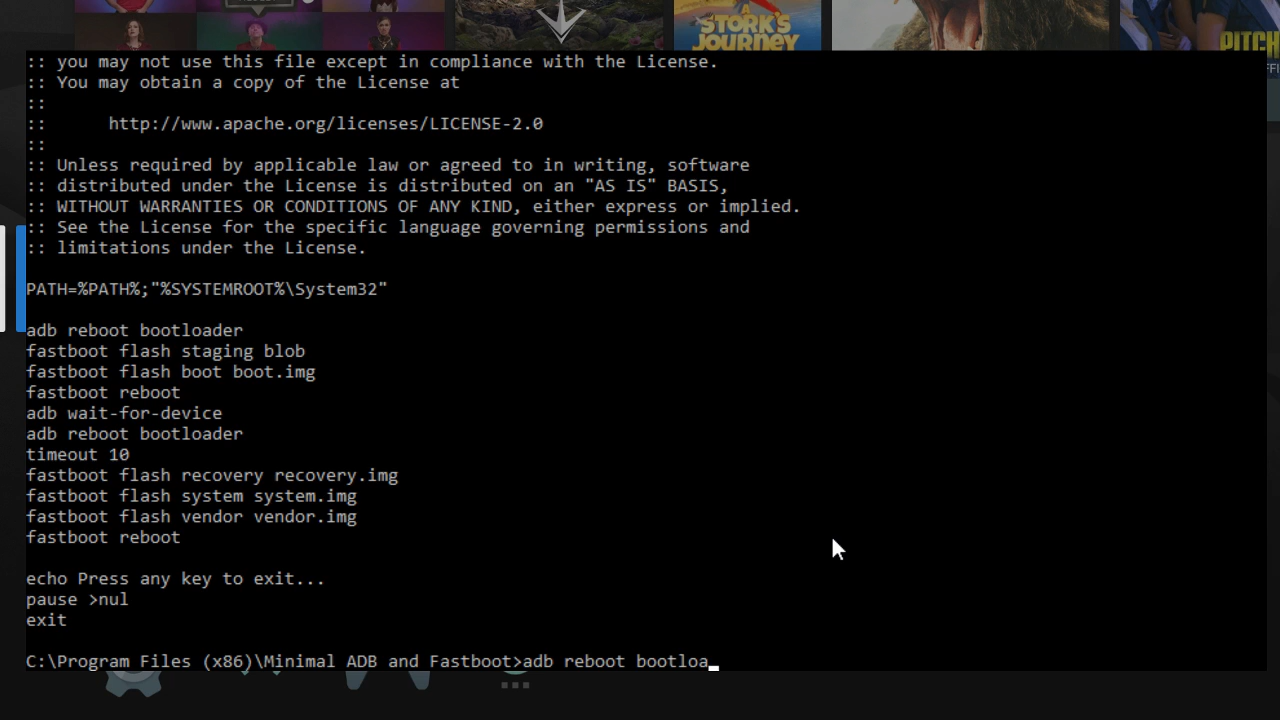 A
STORK'S
JOURNEY
PITCH
:: you may not use this file except in compliance with the License.
:: You may obtain a copy of the License at
::
::      http://www.apache.org/licenses/LICENSE-2.0
::
:: Unless required by applicable law or agreed to in writing, software
:: distributed under the License is distributed on an "AS IS" BASIS,
:: WITHOUT WARRANTIES OR CONDITIONS OF ANY KIND, either express or implied.
:: See the License for the specific language governing permissions and
:: limitations under the License.
PATH=%PATH%;"%SYSTEMROOT%\System32"
adb reboot bootloader
fastboot flash staging blob
fastboot flash boot boot.img
fastboot reboot
adb wait-for-device
adb reboot bootloader
timeout 10
fastboot flash recovery recovery.img
fastboot flash system system.img
fastboot flash vendor vendor.img
fastboot reboot
echo Press any key to exit...
pause >nul
exit
C:\Program Files (x86)\Minimal ADB and Fastboot>adb reboot bootloa